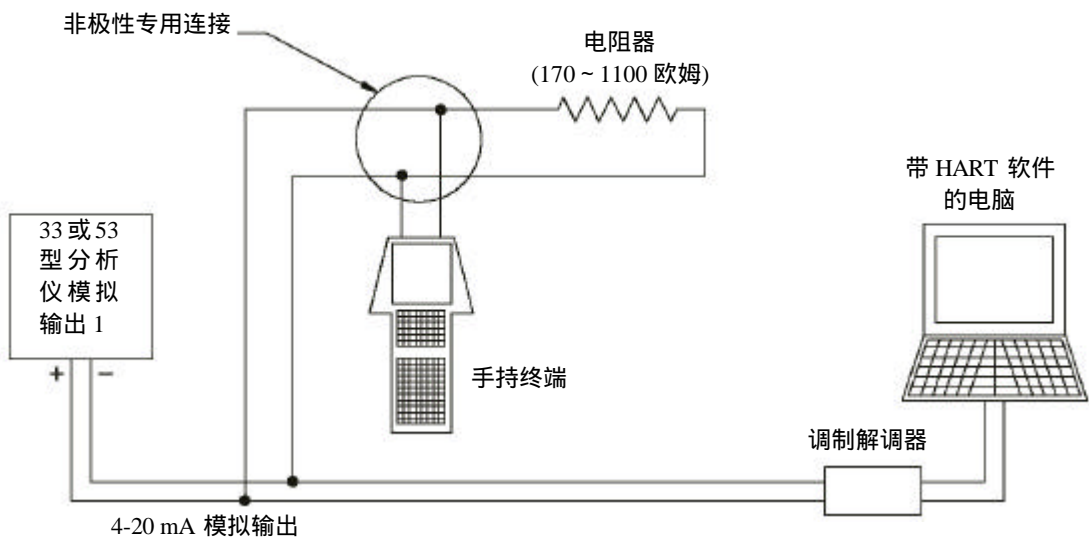 非极性专用连接
电阻器
(170 ~ 1100 欧姆)
带 HART 软件
的电脑
33 或 53
型分析
仪模拟
输出 1
+ −
手持终端
调制解调器
4-20 mA 模拟输出